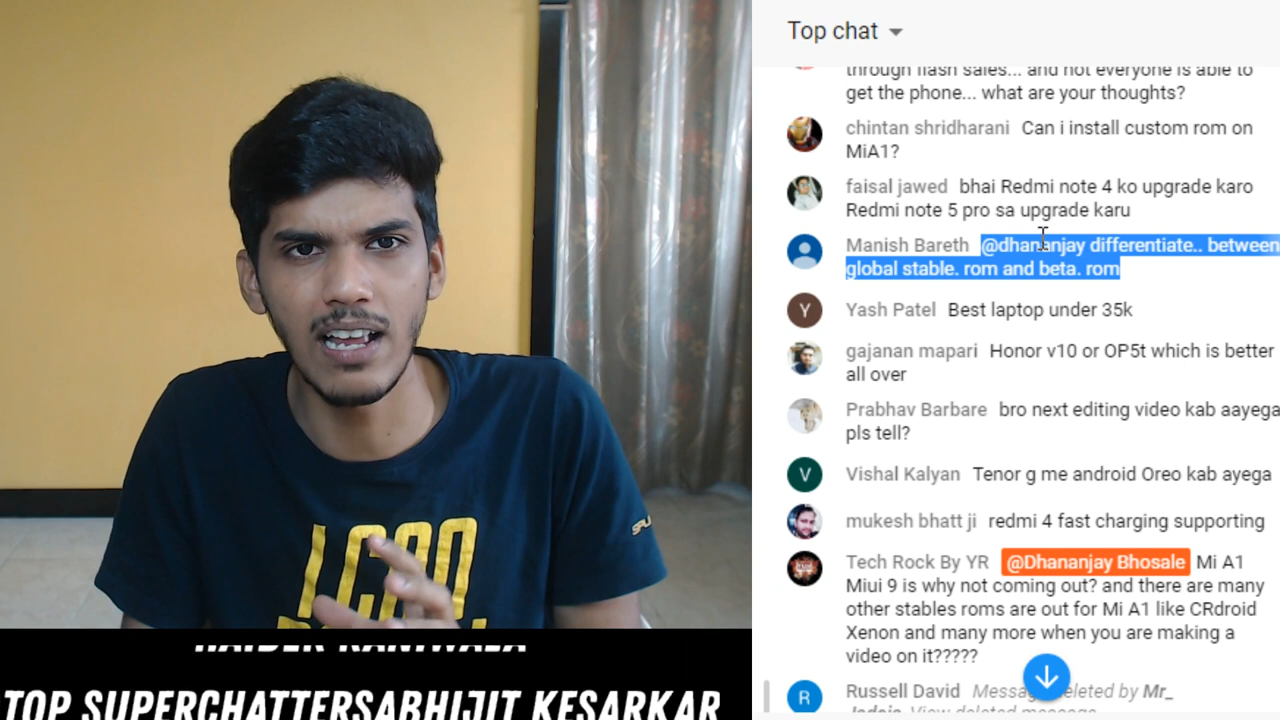 Top chat
through flash sales... and not everyone is able to
get the phone... what are your thoughts?
chintan shridharani Can i install custom rom on
MiA1?
faisal jawed bhai Redmi note 4 ko upgrade karo
Redmi note 5 pro sa upgrade karu
Manish Bareth @dhananjay differentiate.. between
global stable. rom and beta. rom
Y
Yash Patel Best laptop under 35k
gajanan mapari Honor v10 or OP5t which is better
all over
Prabhav Barbare bro next editing video kab aayega
pls tell?
V
Vishal Kalyan Tenor g me android Oreo kab ayega
mukesh bhatt ji redmi 4 fast charging supporting
Tech Rock By YR @Dhananjay Bhosale Mi A1
Miui 9 is why not coming out? and there are many
other stables roms are out for Mi A1 like CRdroid
Xenon and many more when you are making a
video on it?????
R
Russell David Message deleted by Mr_
View deleted message
TOP SUPERCHATTERSABHIJIT KESARKAR